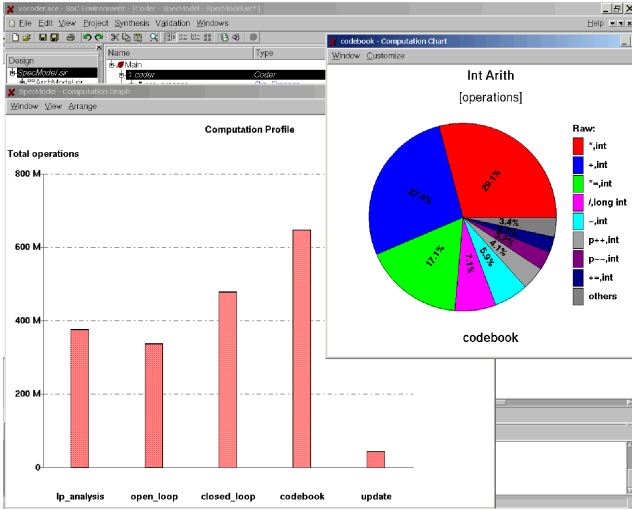 vocoder.sce - SoC Environment - [Coder - SpecModel - SpecModel.sir*]
File Edit View Project Synthesis Validation Windows
Help
Design
Name
Type
SpecModel.sir
ArchModel.sir
Main
coder
Coder
SpecModel - Computation Graph
Window View Arrange
Computation Profile
Total operations
800 M
600 M
400 M
200 M
0
lp_analysis open_loop closed_loop codebook update
codebook - Computation Chart
Window Customize
Int Arith
[operations]
29.1%
27.4%
17.1%
7.1%
5.9%
4.1%
3.4%
Raw:
*,int
+,int
*=,int
/,long int
-,int
p++,int
p--,int
+=,int
others
codebook